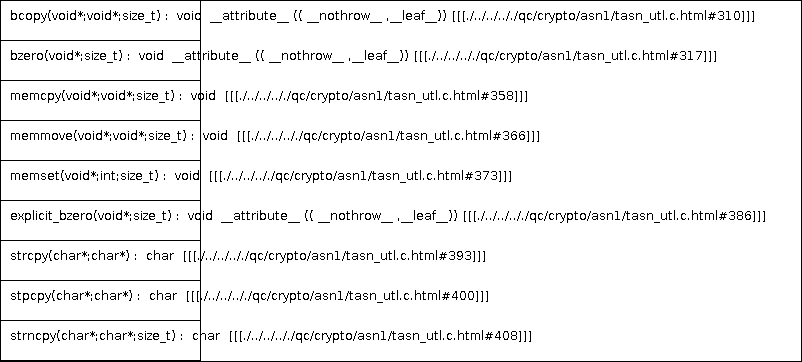 bcopy(void*;void*;size_t) : void __attribute__ (( __nothrow__ ,__leaf__)) [[[./../../../qc/crypto/asn1/tasn_utl.c.html#310]]]
bzero(void*;size_t) : void __attribute__ (( __nothrow__ ,__leaf__)) [[[./../../../qc/crypto/asn1/tasn_utl.c.html#317]]]
memcpy(void*;void*;size_t) : void [[[./../../../qc/crypto/asn1/tasn_utl.c.html#358]]]
memmove(void*;void*;size_t) : void [[[./../../../qc/crypto/asn1/tasn_utl.c.html#366]]]
memset(void*;int;size_t) : void [[[./../../../qc/crypto/asn1/tasn_utl.c.html#373]]]
explicit_bzero(void*;size_t) : void __attribute__ (( __nothrow__ ,__leaf__)) [[[./../../../qc/crypto/asn1/tasn_utl.c.html#386]]]
strcpy(char*;char*) : char [[[./../../../qc/crypto/asn1/tasn_utl.c.html#393]]]
stpcpy(char*;char*) : char [[[./../../../qc/crypto/asn1/tasn_utl.c.html#400]]]
strncpy(char*;char*;size_t) : char [[[./../../../qc/crypto/asn1/tasn_utl.c.html#408]]]